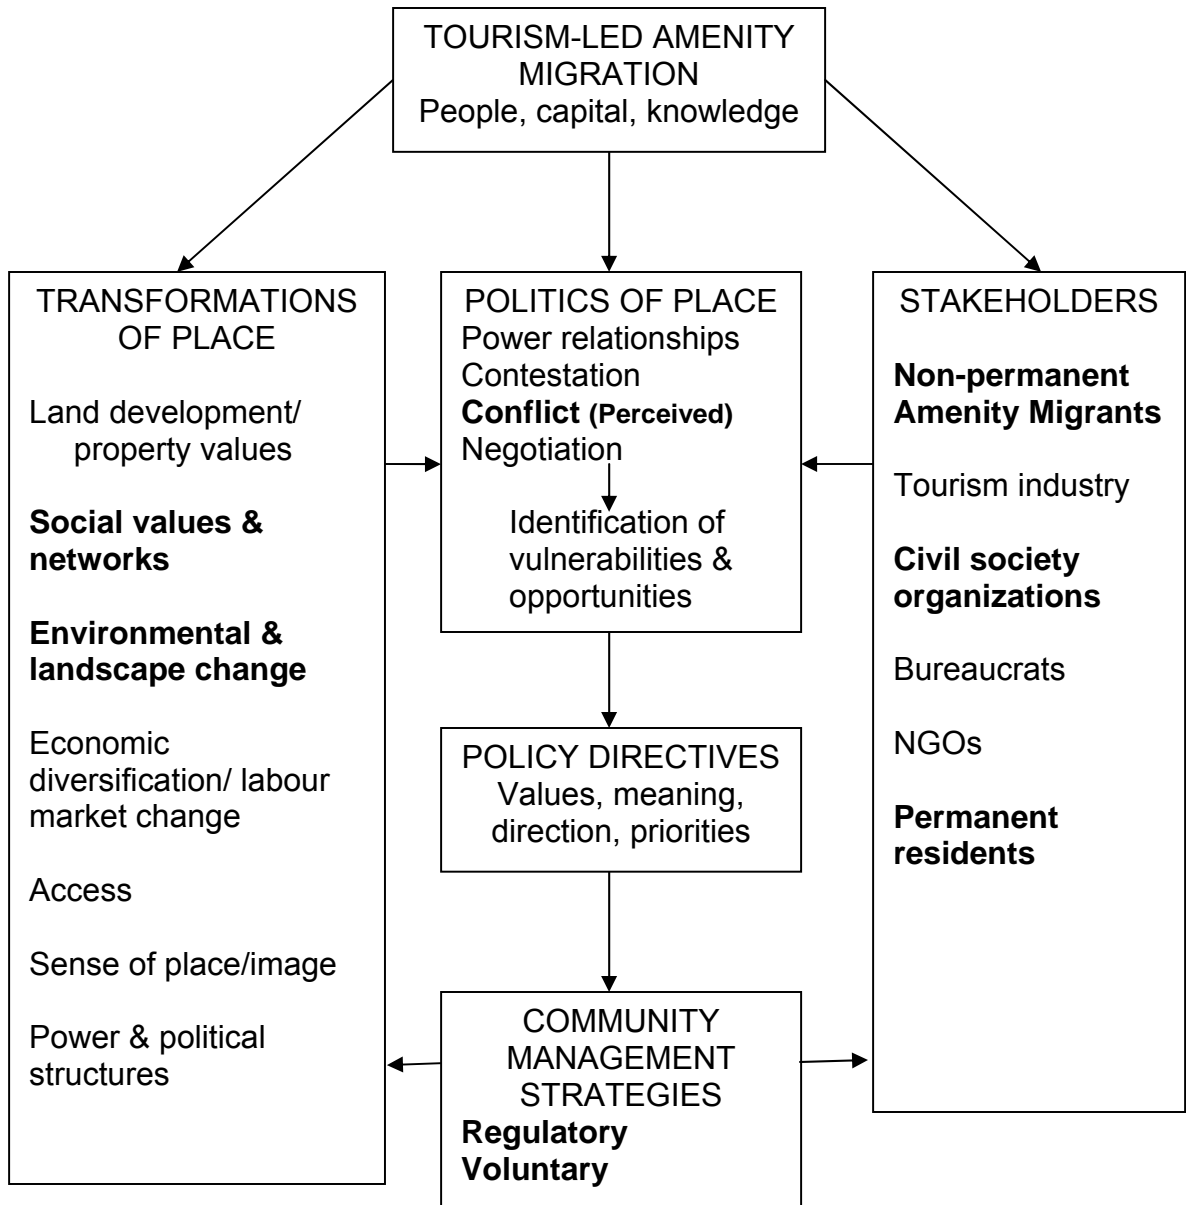 TOURISM-LED AMENITY
MIGRATION
People, capital, knowledge
TRANSFORMATIONS
OF PLACE
Land development/
property values
Social values &
networks
Environmental &
landscape change
Economic
diversification/ labour
market change
Access
Sense of place/image
Power & political
structures
POLITICS OF PLACE
Power relationships
Contestation
Conflict (Perceived)
Negotiation
Identification of
vulnerabilities &
opportunities
POLICY DIRECTIVES
Values, meaning,
direction, priorities
COMMUNITY
MANAGEMENT
STRATEGIES
Regulatory
Voluntary
STAKEHOLDERS
Non-permanent
Amenity Migrants
Tourism industry
Civil society
organizations
Bureaucrats
NGOs
Permanent
residents